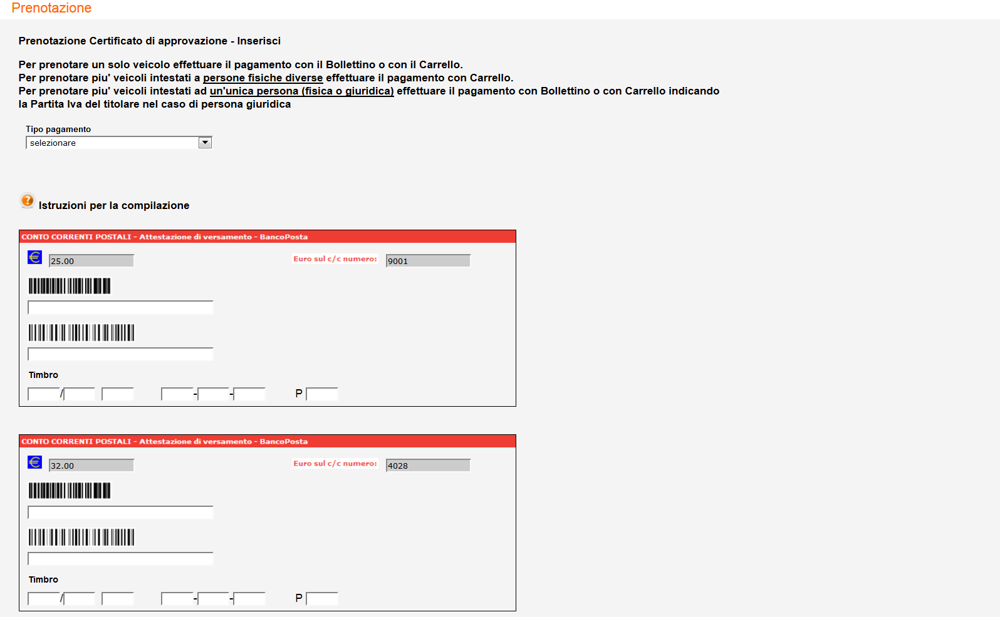 Prenotazione
Prenotazione Certificato di approvazione - Inserisci
Per prenotare un solo veicolo effettuare il pagamento con il Bollettino o con il Carrello.
Per prenotare piu' veicoli intestati a persone fisiche diverse effettuare il pagamento con Carrello.
Per prenotare piu' veicoli intestati ad un'unica persona (fisica o giuridica) effettuare il pagamento con Bollettino o con Carrello indicando
la Partita Iva del titolare nel caso di persona giuridica
Tipo pagamento
selezionare
? Istruzioni per la compilazione
CONTO CORRENTI POSTALI - Attestazione di versamento - BancoPosta
€ 25.00 Euro sul c/c numero: 9001
Timbro
/ - - P
CONTO CORRENTI POSTALI - Attestazione di versamento - BancoPosta
€ 32.00 Euro sul c/c numero: 4028
Timbro
/ - - P